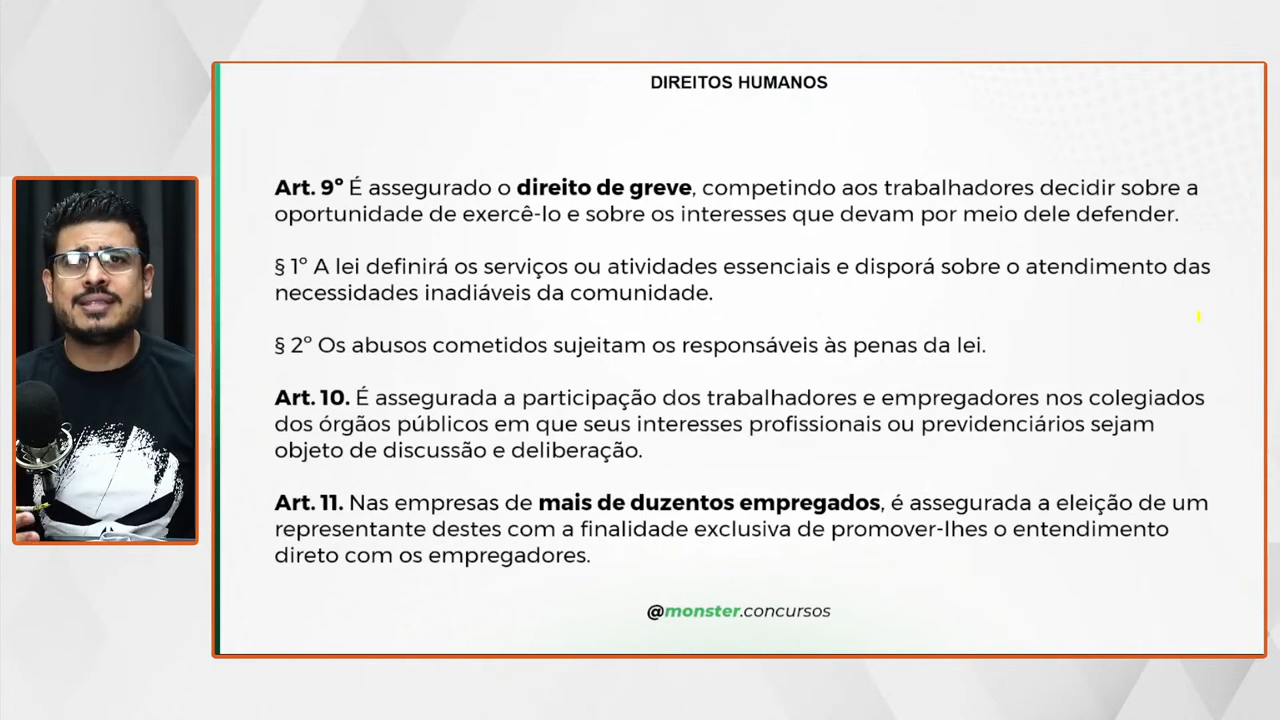 DIREITOS HUMANOS
Art. 9º É assegurado o direito de greve, competindo aos trabalhadores decidir sobre a
oportunidade de exercê-lo e sobre os interesses que devam por meio dele defender.
§ 1º A lei definirá os serviços ou atividades essenciais e disporá sobre o atendimento das
necessidades inadiáveis da comunidade.
§ 2º Os abusos cometidos sujeitam os responsáveis às penas da lei.
Art. 10. É assegurada a participação dos trabalhadores e empregadores nos colegiados
dos órgãos públicos em que seus interesses profissionais ou previdenciários sejam
objeto de discussão e deliberação.
Art. 11. Nas empresas de mais de duzentos empregados, é assegurada a eleição de um
representante destes com a finalidade exclusiva de promover-lhes o entendimento
direto com os empregadores.
@monster.concursos